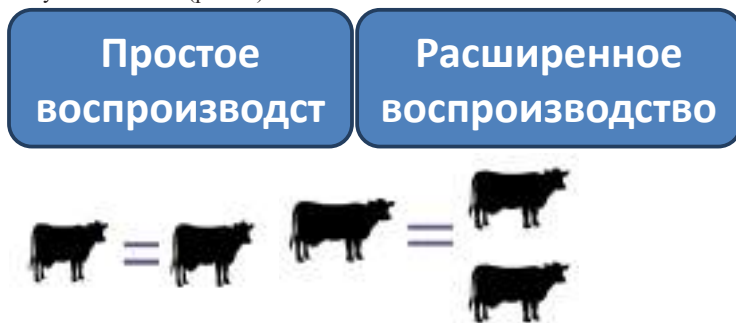 Простое
воспроизводст
Расширенное
воспроизводство